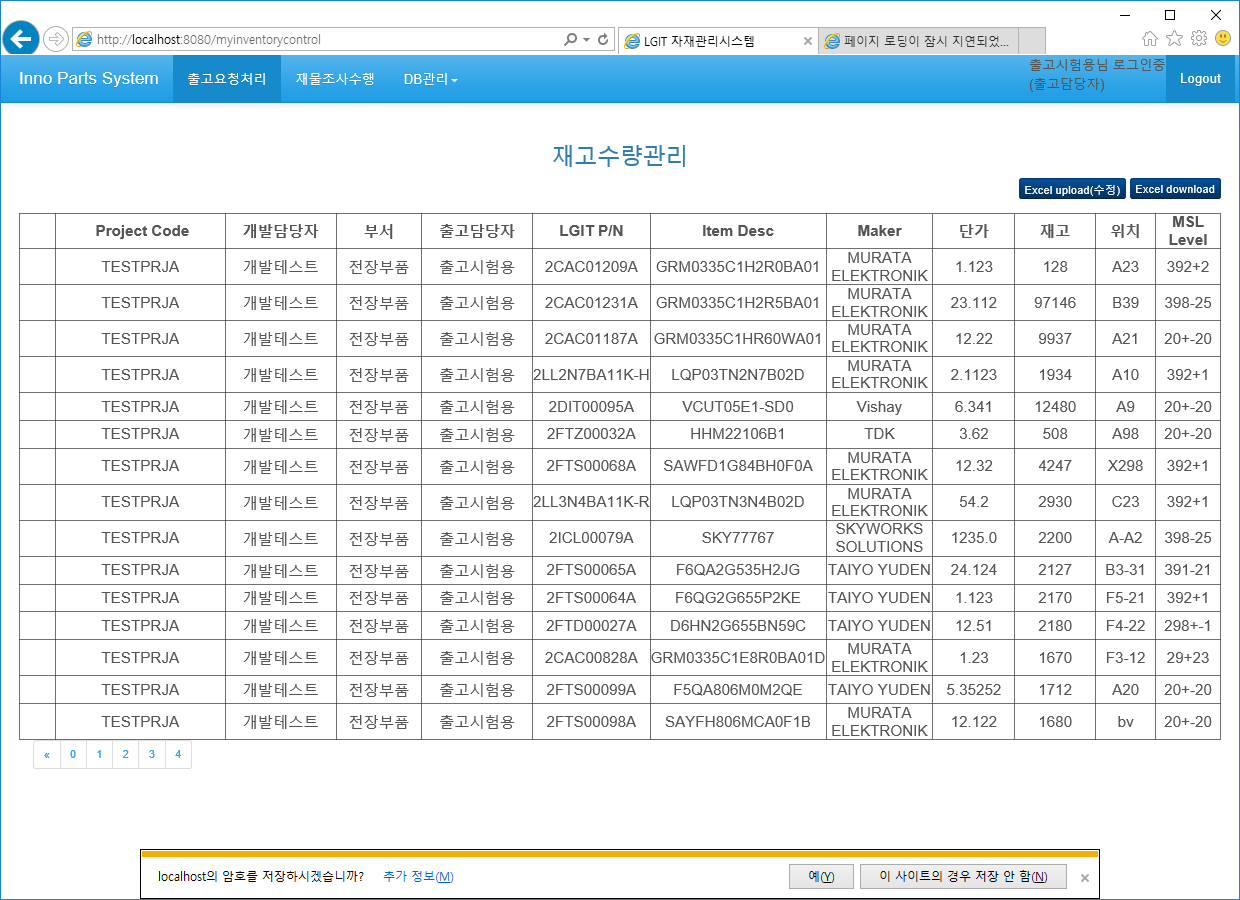 http://localhost:8080/myinventorycontrol
LGIT 자재관리시스템
페이지 로딩이 잠시 지연되었...
Inno Parts System 출고요청처리 재물조사수행 DB관리
출고시험용님 로그인중
(출고담당자)
Logout
재고수량관리
Excel upload(수정) Excel download
Project Code 개발담당자 부서 출고담당자 LGIT P/N Item Desc Maker 단가 재고 위치 MSL Level
TESTPRJA 개발테스트 전장부품 출고시험용 2CAC01209A GRM0335C1H2R0BA01 MURATA ELEKTRONIK 1.123 128 A23 392+2
TESTPRJA 개발테스트 전장부품 출고시험용 2CAC01231A GRM0335C1H2R5BA01 MURATA ELEKTRONIK 23.112 97146 B39 398-25
TESTPRJA 개발테스트 전장부품 출고시험용 2CAC01187A GRM0335C1HR60WA01 MURATA ELEKTRONIK 12.22 9937 A21 20+-20
TESTPRJA 개발테스트 전장부품 출고시험용 2LL2N7BA11K-H LQP03TN2N7B02D MURATA ELEKTRONIK 2.1123 1934 A10 392+1
TESTPRJA 개발테스트 전장부품 출고시험용 2DIT00095A VCUT05E1-SD0 Vishay 6.341 12480 A9 20+-20
TESTPRJA 개발테스트 전장부품 출고시험용 2FTZ00032A HHM22106B1 TDK 3.62 508 A98 20+-20
TESTPRJA 개발테스트 전장부품 출고시험용 2FTS00068A SAWFD1G84BH0F0A MURATA ELEKTRONIK 12.32 4247 X298 392+1
TESTPRJA 개발테스트 전장부품 출고시험용 2LL3N4BA11K-R LQP03TN3N4B02D MURATA ELEKTRONIK 54.2 2930 C23 392+1
TESTPRJA 개발테스트 전장부품 출고시험용 2ICL00079A SKY77767 SKYWORKS SOLUTIONS 1235.0 2200 A-A2 398-25
TESTPRJA 개발테스트 전장부품 출고시험용 2FTS00065A F6QA2G535H2JG TAIYO YUDEN 24.124 2127 B3-31 391-21
TESTPRJA 개발테스트 전장부품 출고시험용 2FTS00064A F6QG2G655P2KE TAIYO YUDEN 1.123 2170 F5-21 392+1
TESTPRJA 개발테스트 전장부품 출고시험용 2FTD00027A D6HN2G655BN59C TAIYO YUDEN 12.51 2180 F4-22 298+-1
TESTPRJA 개발테스트 전장부품 출고시험용 2CAC00828A GRM0335C1E8R0BA01D MURATA ELEKTRONIK 1.23 1670 F3-12 29+23
TESTPRJA 개발테스트 전장부품 출고시험용 2FTS00099A F5QA806M0M2QE TAIYO YUDEN 5.35252 1712 A20 20+-20
TESTPRJA 개발테스트 전장부품 출고시험용 2FTS00098A SAYFH806MCA0F1B MURATA ELEKTRONIK 12.122 1680 bv 20+-20
« 0 1 2 3 4
localhost의 암호를 저장하시겠습니까? 추가 정보(M) 예(Y) 이 사이트의 경우 저장 안 함(N)